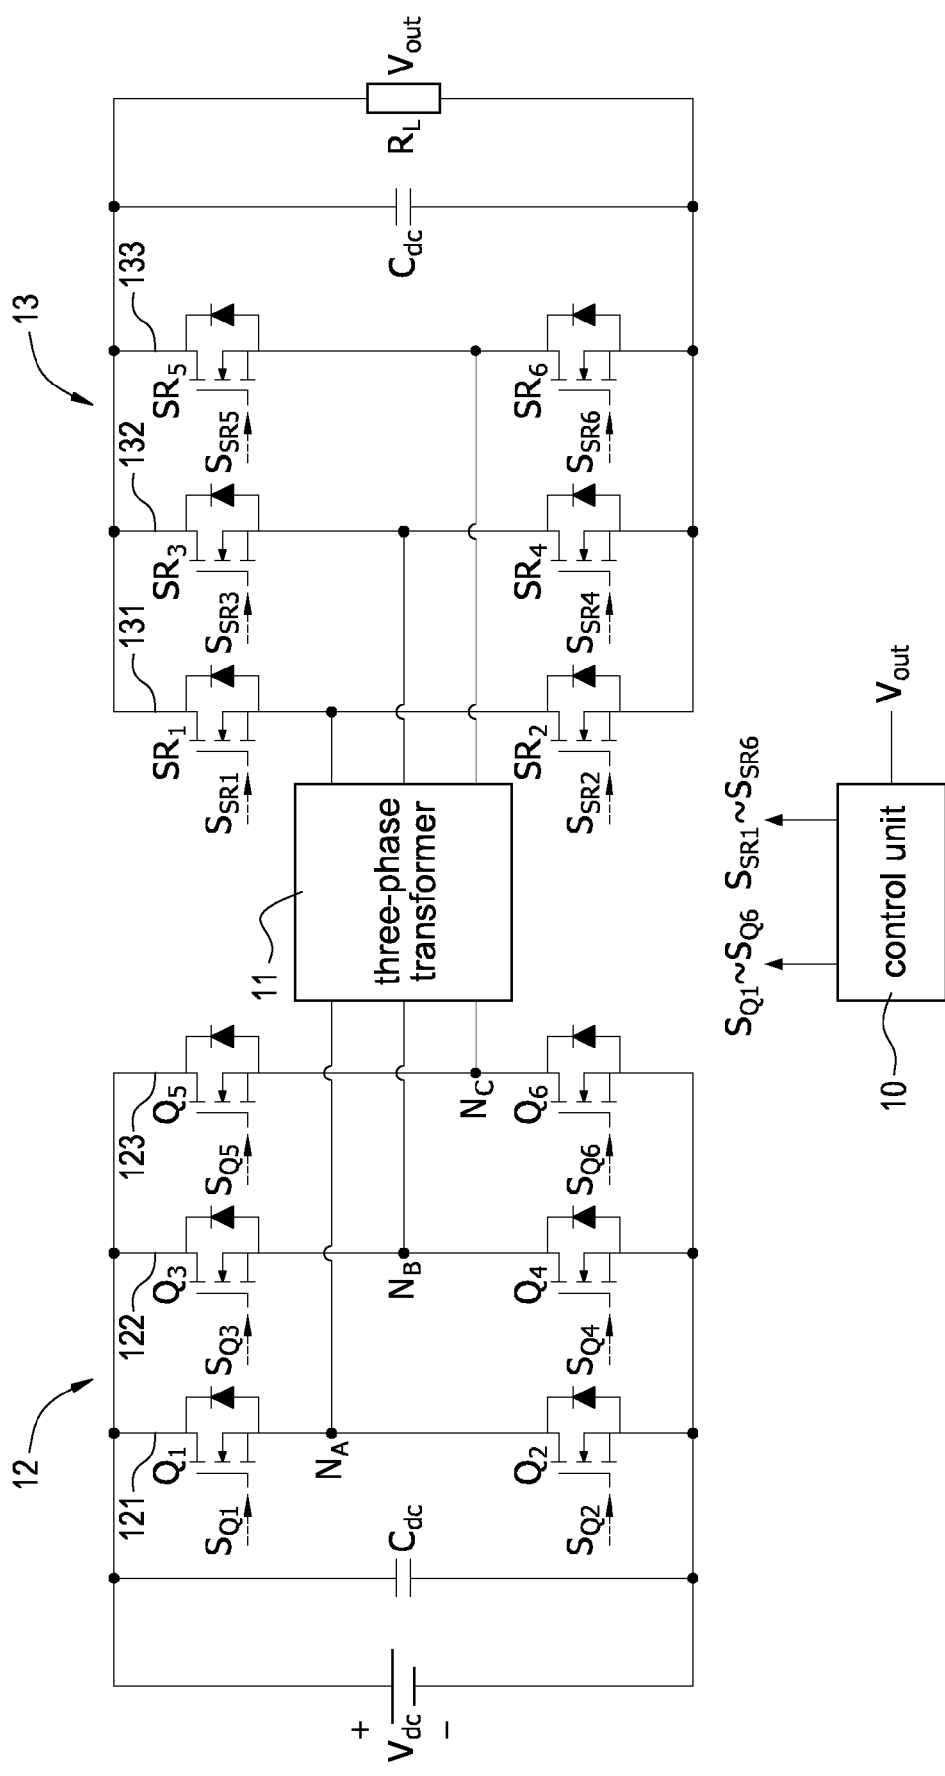 12
13
121
122
123
131
132
133
Q1
Q3
Q5
SR1
SR3
SR5
SQ1
SQ3
SQ5
SSR1
SSR3
SSR5
11
+
Vdc
−
Cdc
NA
NB
NC
three-phase
transformer
Cdc
RL
Vout
Q2
Q4
Q6
SR2
SR4
SR6
SQ2
SQ4
SQ6
SSR2
SSR4
SSR6
SQ1~SQ6
SSR1~SSR6
10
control unit
Vout